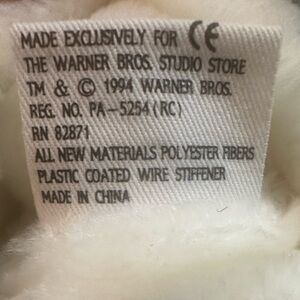 MADE EXCLUSIVELY FOR CE
THE WARNER BROS. STUDIO STORE
TM & © 1994 WARNER BROS.
REG. NO. PA-5254 (RC)
RN 82871
ALL NEW MATERIALS POLYESTER FIBERS
PLASTIC COATED WIRE STIFFENER
MADE IN CHINA